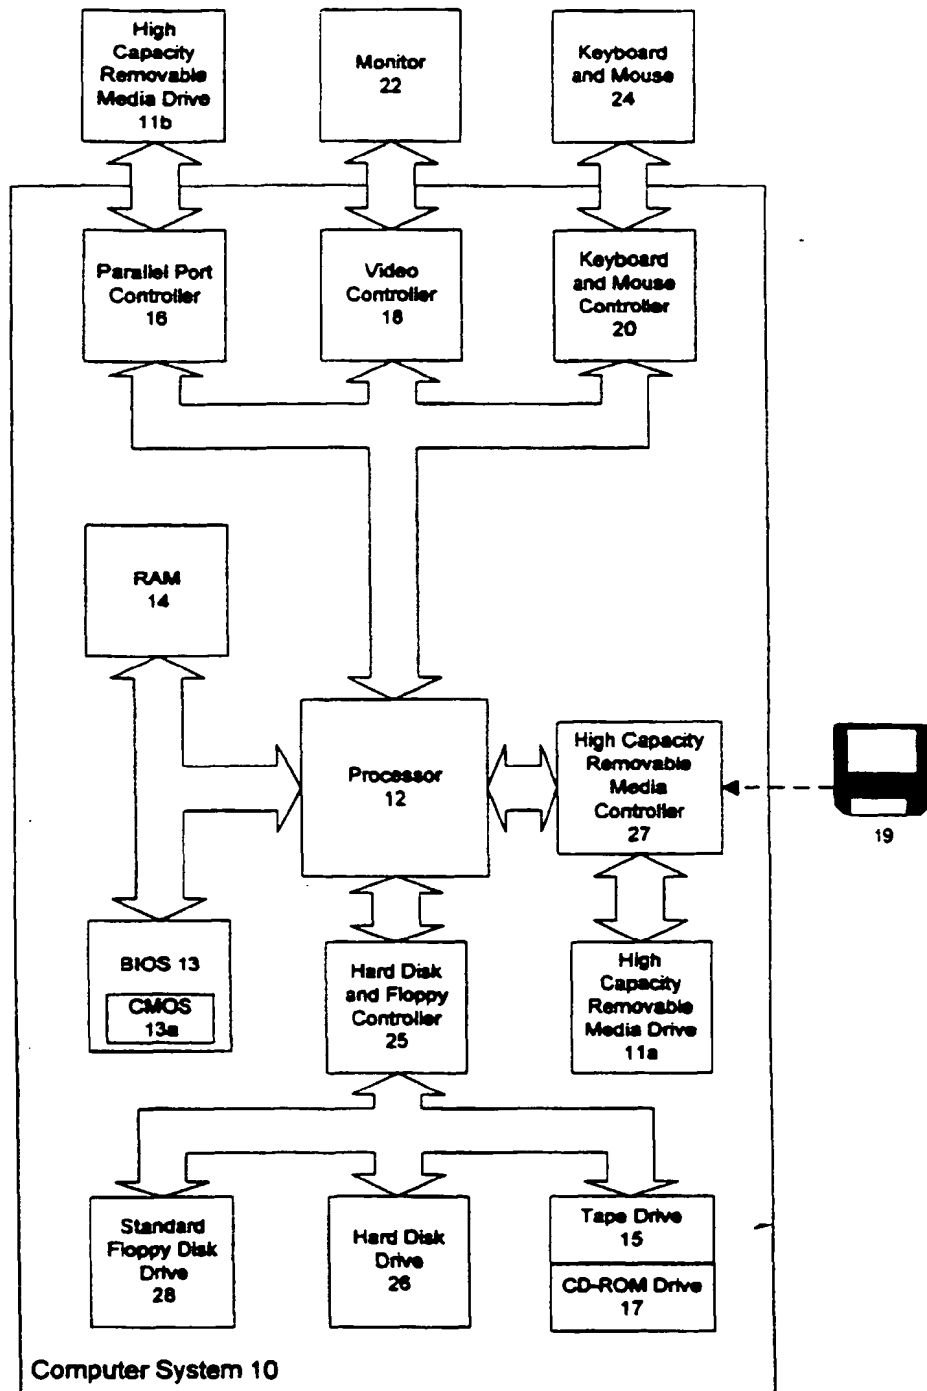 High
Capacity
Removable
Media Drive
11b
Monitor
22
Keyboard
and Mouse
24
Parallel Port
Controller
16
Video
Controller
18
Keyboard
and Mouse
Controller
20
RAM
14
Processor
12
High Capacity
Removable
Media
Controller
27
19
BIOS 13
CMOS
13a
Hard Disk
and Floppy
Controller
25
High
Capacity
Removable
Media Drive
11a
Standard
Floppy Disk
Drive
28
Hard Disk
Drive
26
Tape Drive
15
CD-ROM Drive
17
Computer System 10